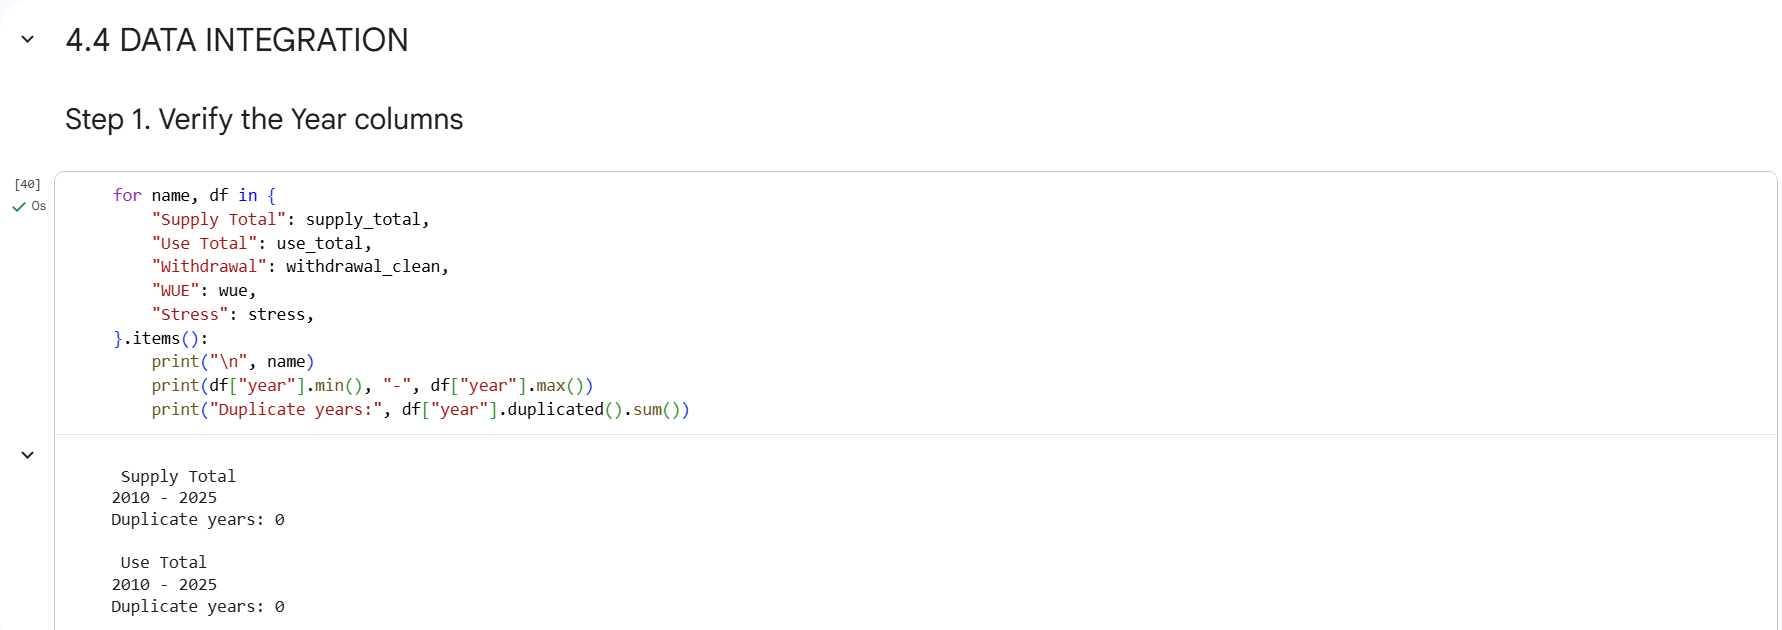 4.4 DATA INTEGRATION
Step 1. Verify the Year columns
[40]
0s
for name, df in {
    "Supply Total": supply_total,
    "Use Total": use_total,
    "Withdrawal": withdrawal_clean,
    "WUE": wue,
    "Stress": stress,
}.items():
    print("\n", name)
    print(df["year"].min(), "-", df["year"].max())
    print("Duplicate years:", df["year"].duplicated().sum())
 Supply Total
2010 - 2025
Duplicate years: 0
 Use Total
2010 - 2025
Duplicate years: 0